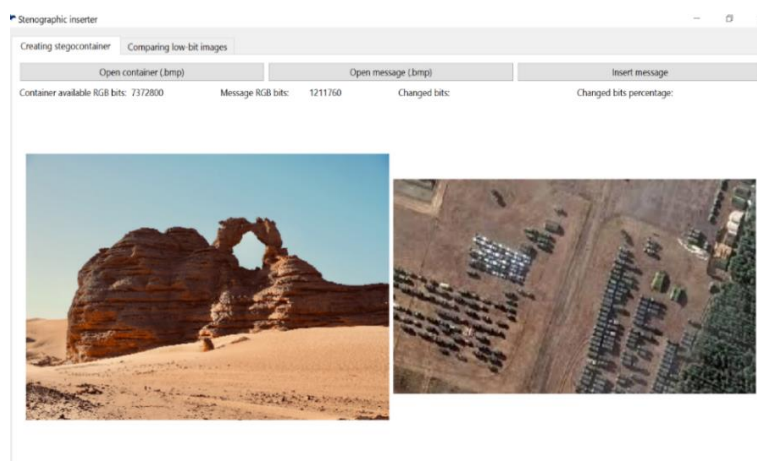 Stenographic inserter
Creating stegocontainer Comparing low-bit images
Open container (.bmp) Open message (.bmp) Insert message
Container available RGB bits: 7372800 Message RGB bits: 1211760 Changed bits: Changed bits percentage: